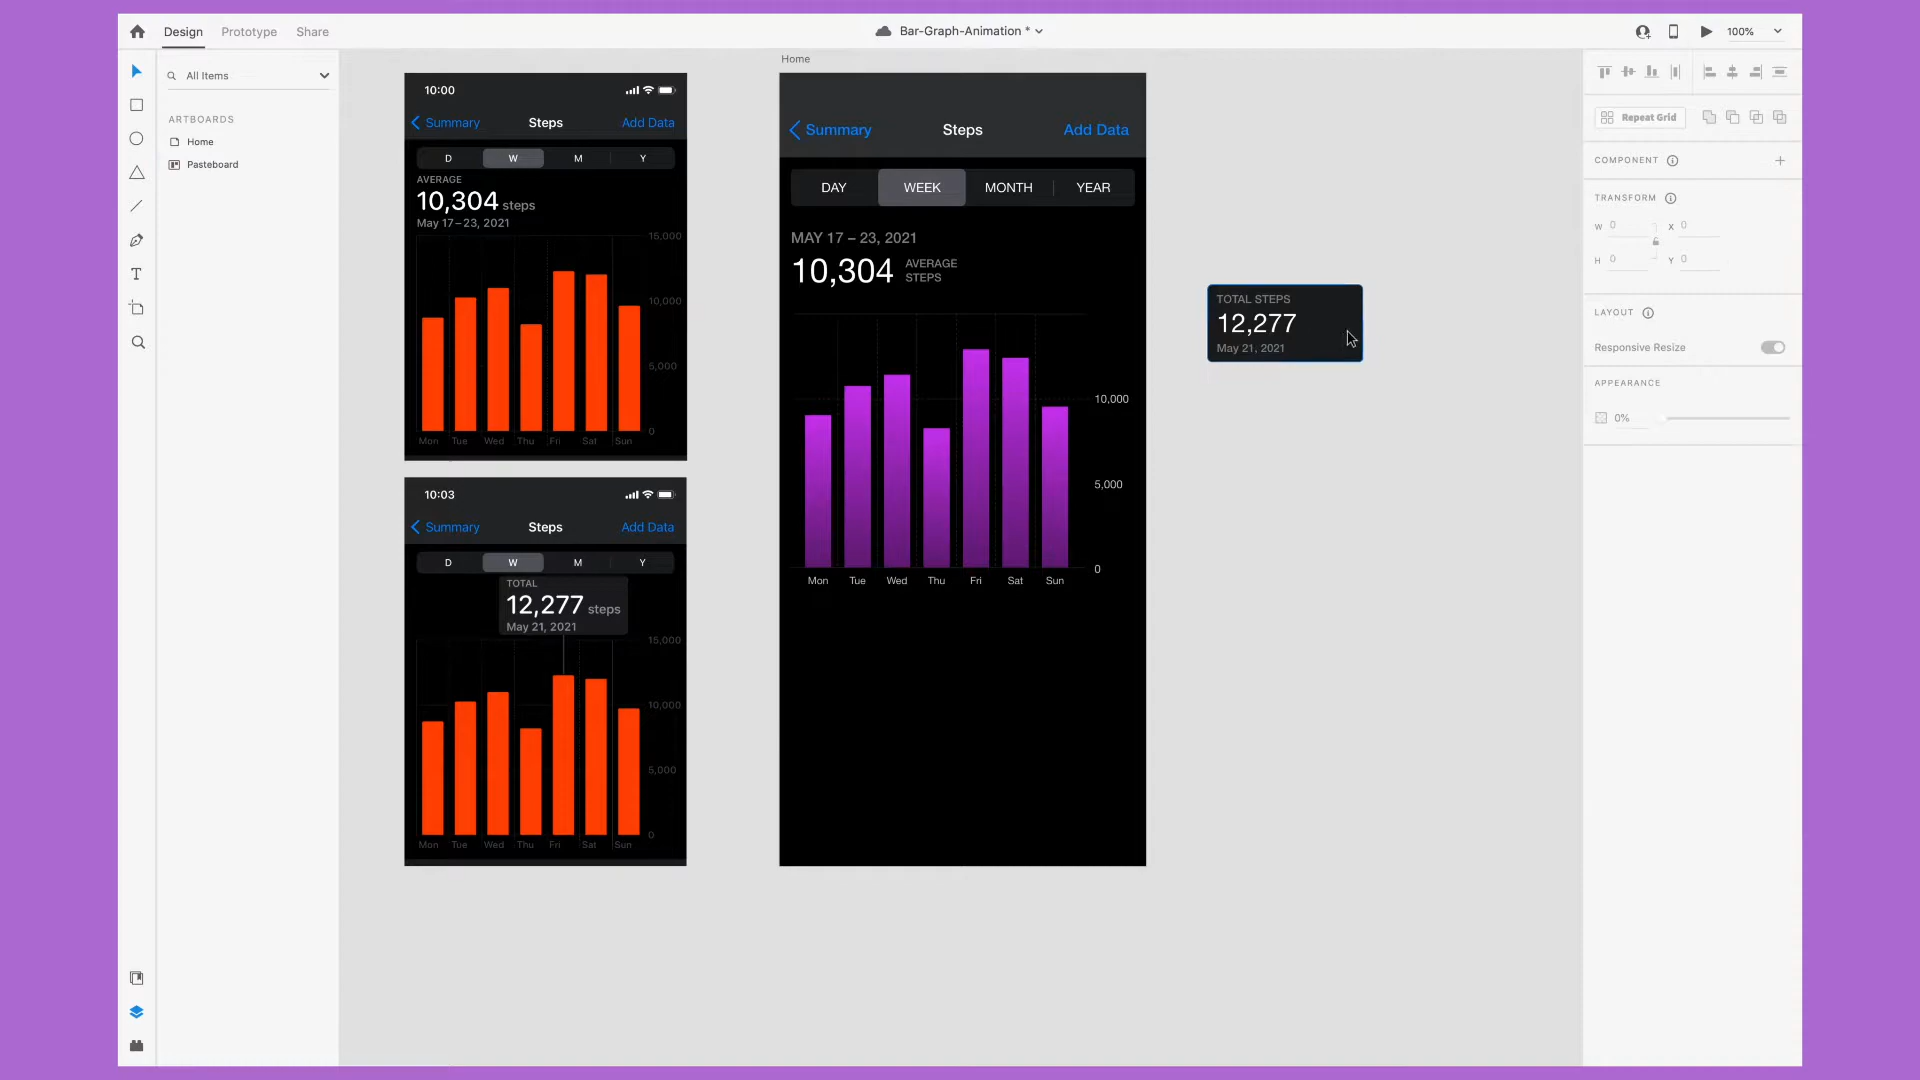 Design
Prototype
Share
Bar-Graph-Animation *
100%
All Items
ARTBOARDS
Home
Pasteboard
10:00
Summary
Steps
Add Data
D
W
M
Y
AVERAGE
10,304 steps
May 17–23, 2021
15,000
10,000
5,000
0
Mon Tue Wed Thu Fri Sat Sun
10:03
Summary
Steps
Add Data
D
W
M
Y
TOTAL
12,277 steps
May 21, 2021
15,000
10,000
5,000
0
Mon Tue Wed Thu Fri Sat Sun
Home
Summary
Steps
Add Data
DAY
WEEK
MONTH
YEAR
MAY 17 – 23, 2021
10,304
AVERAGE
STEPS
10,000
5,000
0
Mon Tue Wed Thu Fri Sat Sun
TOTAL STEPS
12,277
May 21, 2021
Repeat Grid
COMPONENT
TRANSFORM
W 0
X 0
H 0
Y 0
LAYOUT
Responsive Resize
APPEARANCE
0%